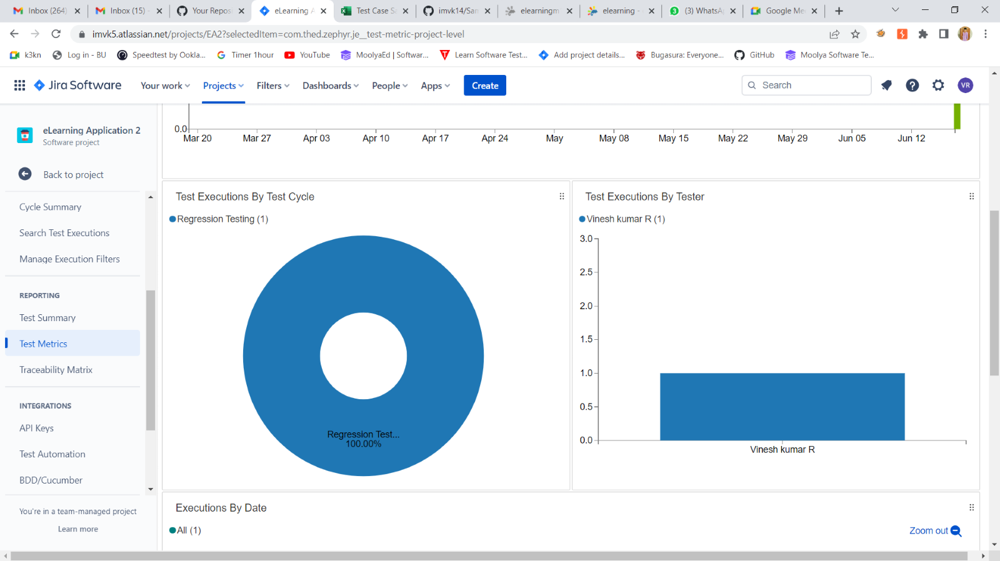 Inbox (264)
Inbox (15) -
Your Reposi
eLearning A
Test Case Sa
imvk14/San
elearningm
elearning -
(3) WhatsAp
Google Me
imvk5.atlassian.net/projects/EA2?selectedItem=com.thed.zephyr.je__test-metric-project-level
k3kn
Log in - BU
Speedtest by Ookla...
Timer 1hour
YouTube
MoolyaEd | Softwar...
Learn Software Test...
Add project details...
Bugasura: Everyone...
GitHub
Moolya Software Te...
Jira Software
Your work
Projects
Filters
Dashboards
People
Apps
Create
Search
VR
eLearning Application 2
Software project
Back to project
Cycle Summary
Search Test Executions
Manage Execution Filters
REPORTING
Test Summary
Test Metrics
Traceability Matrix
INTEGRATIONS
API Keys
Test Automation
BDD/Cucumber
You're in a team-managed project
Learn more
0.0
Mar 20
Mar 27
Apr 03
Apr 10
Apr 17
Apr 24
May
May 08
May 15
May 22
May 29
Jun 05
Jun 12
Test Executions By Test Cycle
Regression Testing (1)
Regression Test...
100.00%
Test Executions By Tester
Vinesh kumar R (1)
3.0
2.5
2.0
1.5
1.0
0.5
0.0
Vinesh kumar R
Executions By Date
All (1)
Zoom out